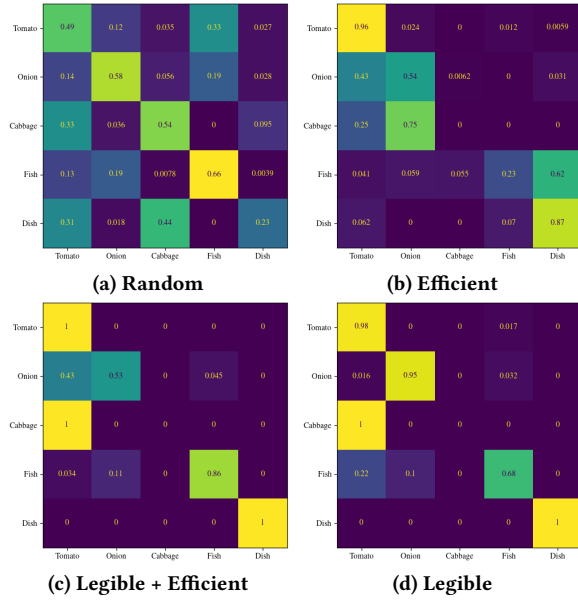 Tomato 0.49 0.12 0.035 0.33 0.027
Onion 0.14 0.58 0.056 0.19 0.028
Cabbage 0.33 0.036 0.54 0 0.095
Fish 0.13 0.19 0.0078 0.66 0.0039
Dish 0.31 0.018 0.44 0 0.23
Tomato Onion Cabbage Fish Dish
(a) Random
Tomato 0.96 0.024 0 0.012 0.0059
Onion 0.43 0.54 0.0062 0 0.031
Cabbage 0.25 0.75 0 0 0
Fish 0.041 0.059 0.055 0.23 0.62
Dish 0.062 0 0 0.07 0.87
Tomato Onion Cabbage Fish Dish
(b) Efficient
Tomato 1 0 0 0 0
Onion 0.43 0.53 0 0.045 0
Cabbage 1 0 0 0 0
Fish 0.034 0.11 0 0.86 0
Dish 0 0 0 0 1
Tomato Onion Cabbage Fish Dish
(c) Legible + Efficient
Tomato 0.98 0 0 0.017 0
Onion 0.016 0.95 0 0.032 0
Cabbage 1 0 0 0 0
Fish 0.22 0.1 0 0.68 0
Dish 0 0 0 0 1
Tomato Onion Cabbage Fish Dish
(d) Legible